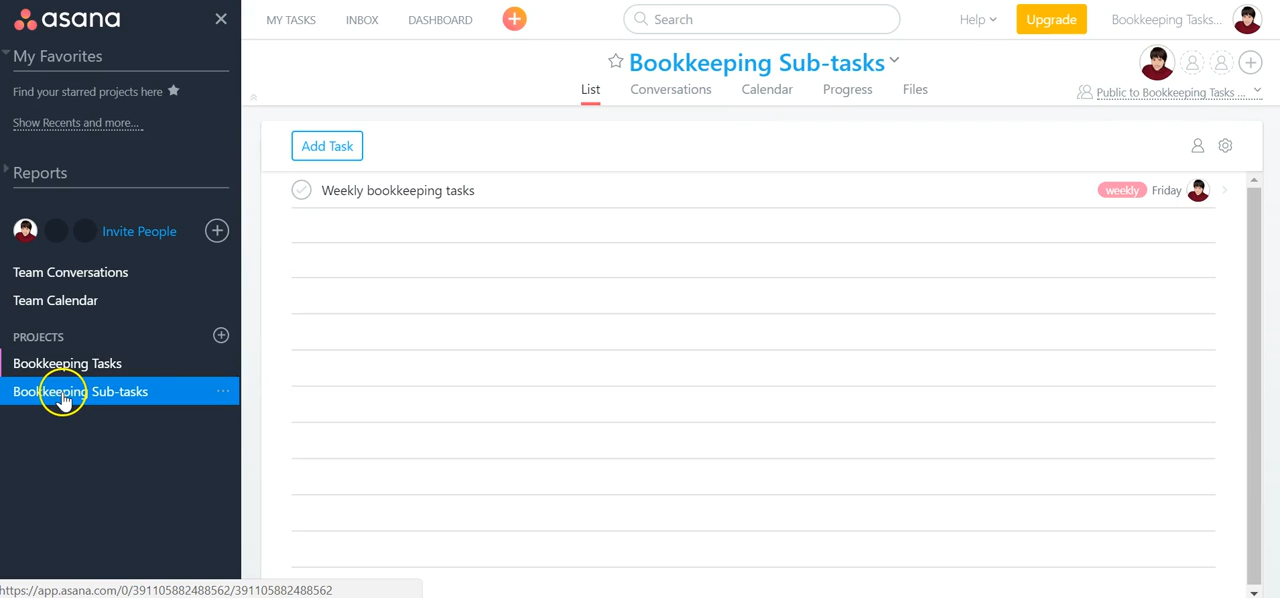 asana
MY TASKS
INBOX
DASHBOARD
Search
Help
Upgrade
Bookkeeping Tasks...
My Favorites
Find your starred projects here
Show Recents and more...
Reports
Invite People
Team Conversations
Team Calendar
PROJECTS
Bookkeeping Tasks
Bookkeeping Sub-tasks
Bookkeeping Sub-tasks
List
Conversations
Calendar
Progress
Files
Public to Bookkeeping Tasks ...
Add Task
Weekly bookkeeping tasks
weekly
Friday
https://app.asana.com/0/391105882488562/391105882488562